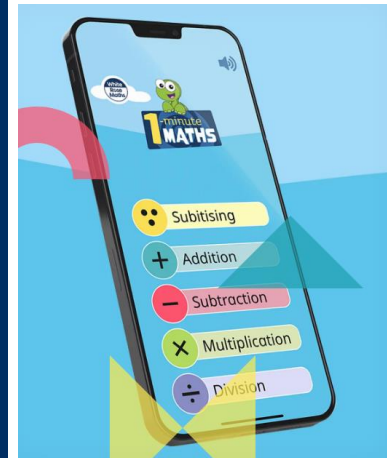 White
Rose
Maths
1-minute
MATHS
Subitising
+ Addition
− Subtraction
× Multiplication
÷ Division